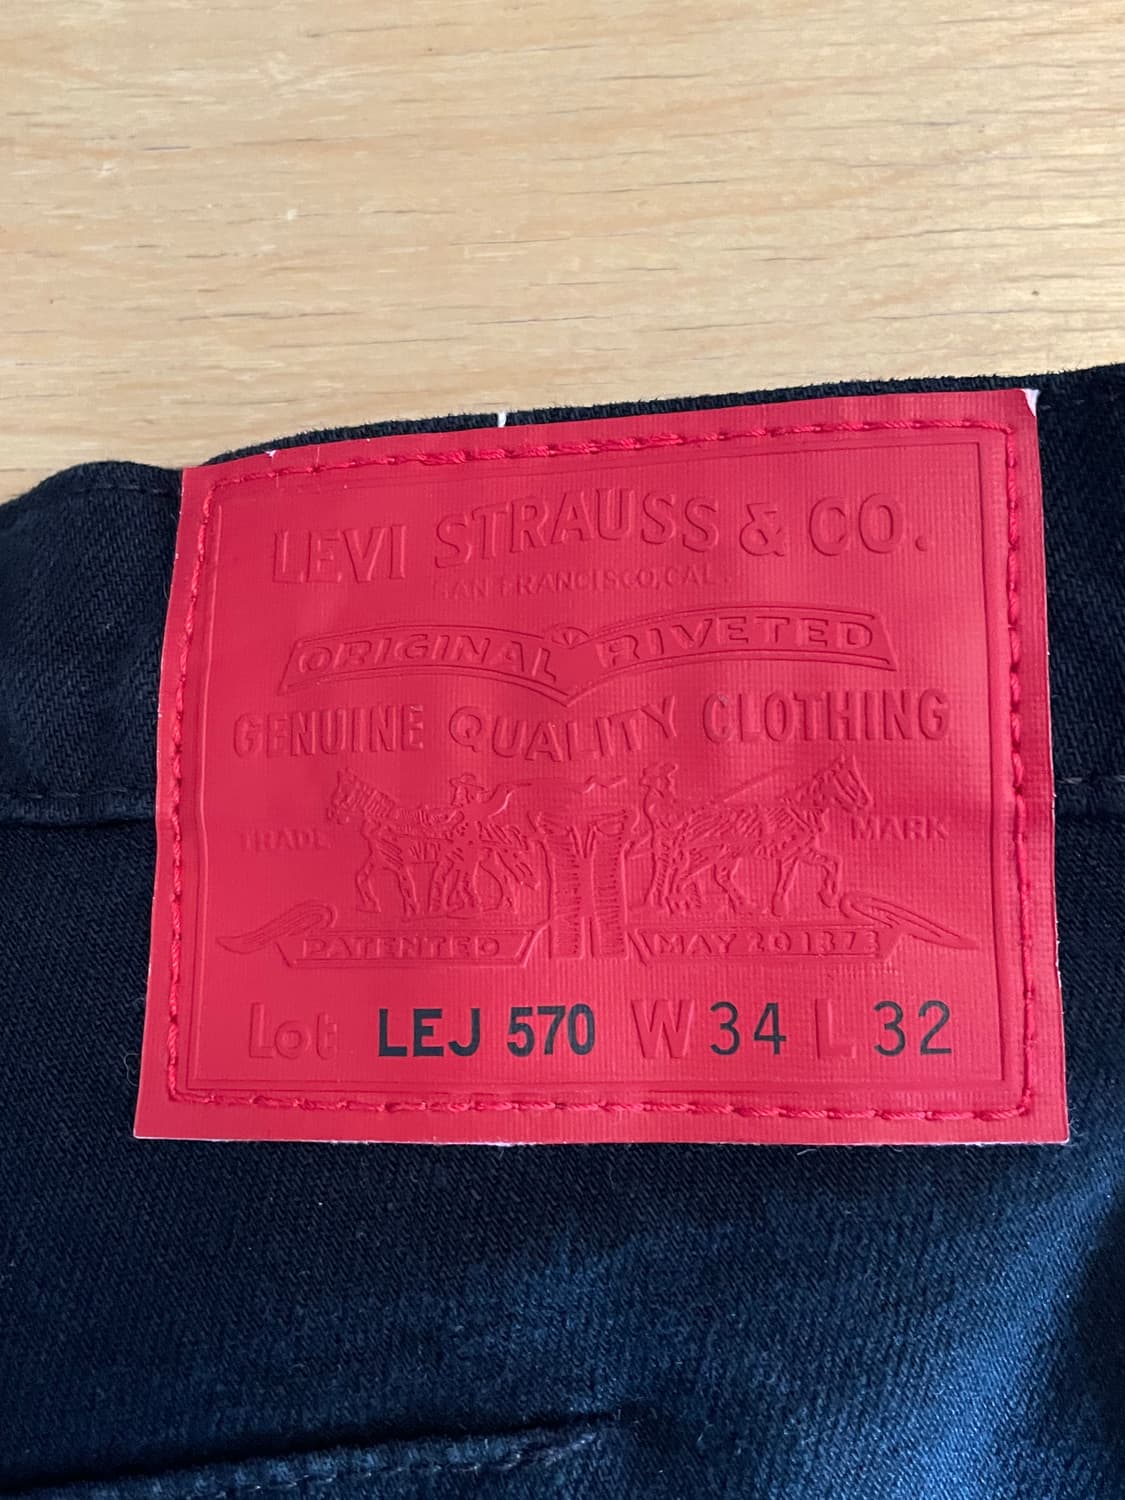 LEVI STRAUSS & CO.
SAN FRANCISCO, CAL.
ORIGINAL RIVETED
GENUINE QUALITY CLOTHING
TRADE MARK
PATENTED MAY 20 1873
Lot LEJ 570 W 34 L 32